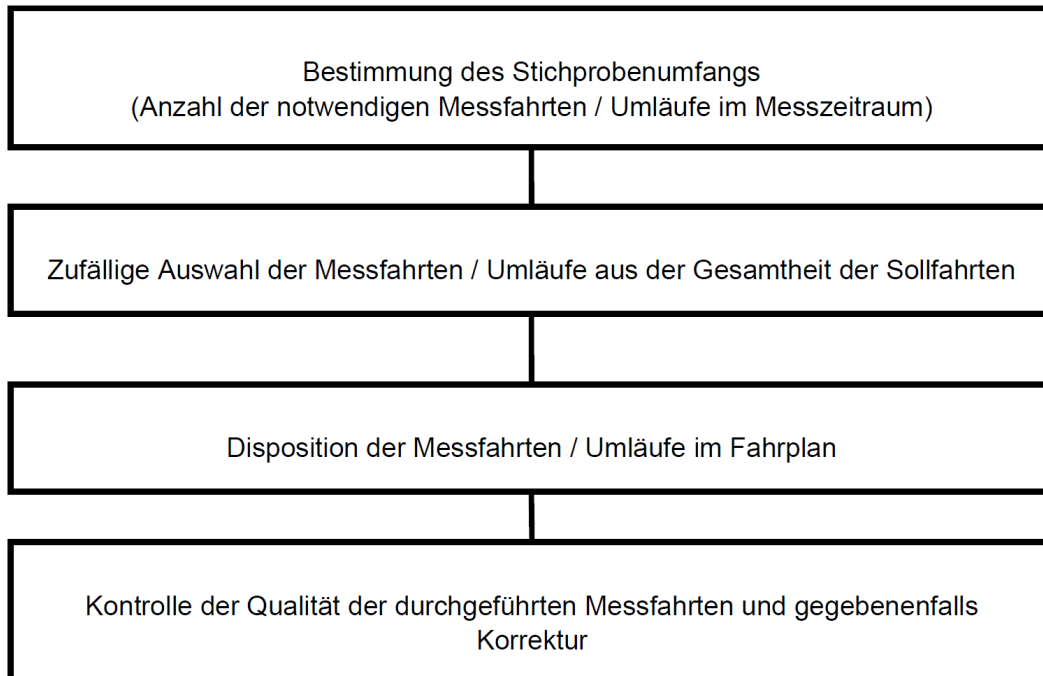 Bestimmung des Stichprobenumfangs
(Anzahl der notwendigen Messfahrten / Umläufe im Messzeitraum)
Zufällige Auswahl der Messfahrten / Umläufe aus der Gesamtheit der Sollfahrten
Disposition der Messfahrten / Umläufe im Fahrplan
Kontrolle der Qualität der durchgeführten Messfahrten und gegebenenfalls
Korrektur